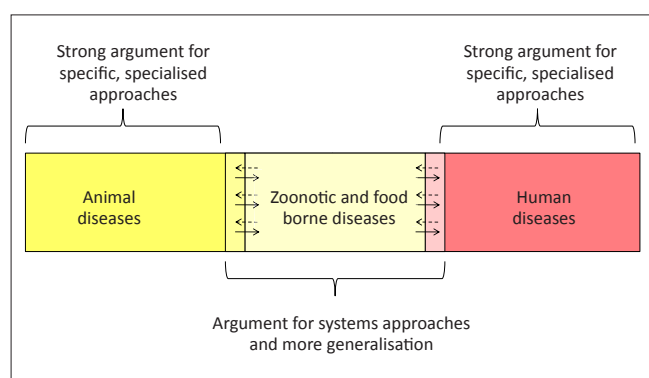 Strong argument for
specific, specialised
approaches
Strong argument for
specific, specialised
approaches
Animal
diseases
Zoonotic and food
borne diseases
Human
diseases
Argument for systems approaches
and more generalisation